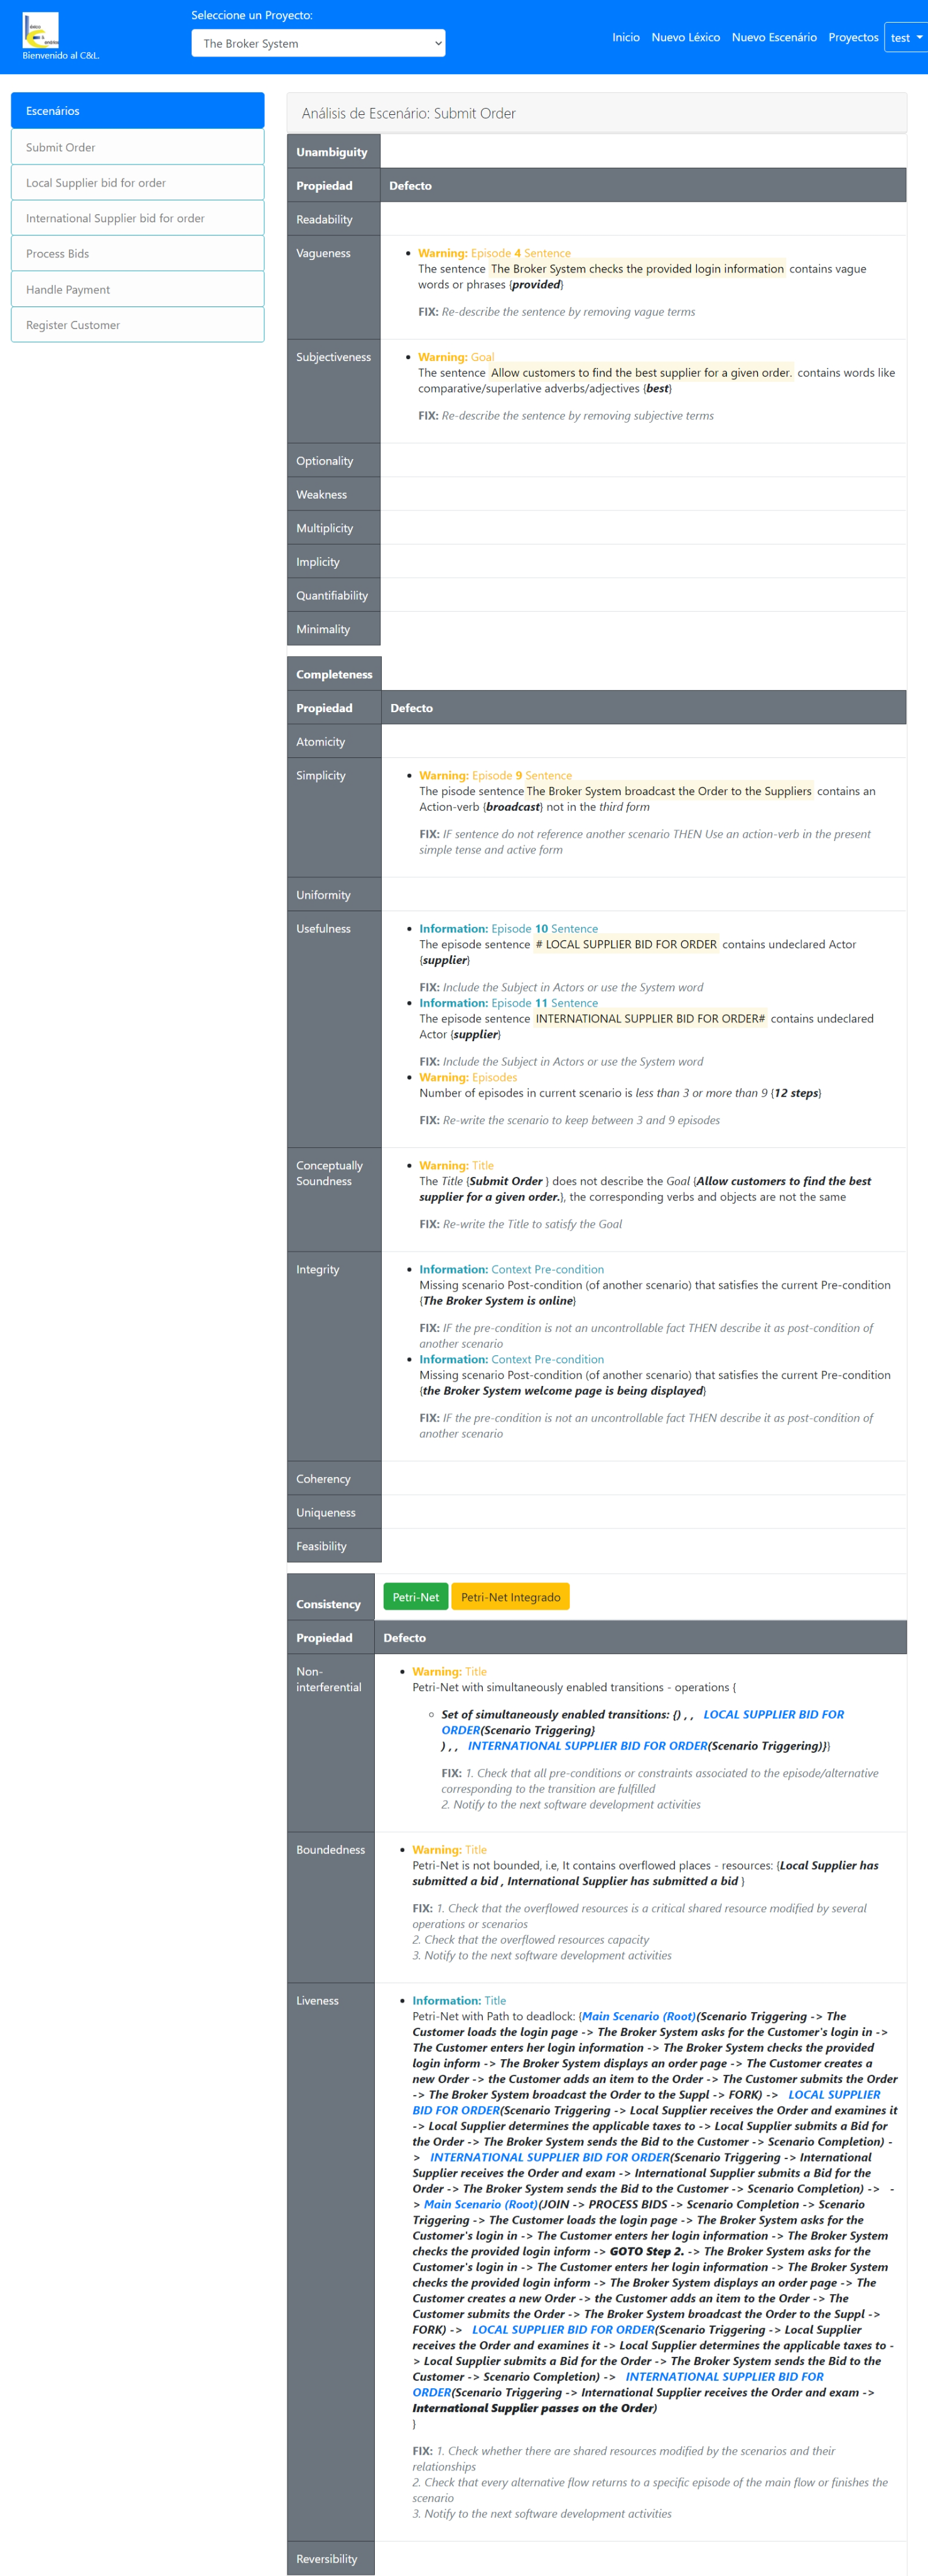 Léxico
& Cenários
Bienvenido al C&L.
Seleccione un Proyecto:
The Broker System
Inicio Nuevo Léxico Nuevo Escenário Proyectos test
Escenários
Submit Order
Local Supplier bid for order
International Supplier bid for order
Process Bids
Handle Payment
Register Customer
Análisis de Escenário: Submit Order
Unambiguity
Propiedad Defecto
Readability
Vagueness
Warning: Episode 4 Sentence
The sentence The Broker System checks the provided login information contains vague
words or phrases {provided}
FIX: Re-describe the sentence by removing vague terms
Subjectiveness
Warning: Goal
The sentence Allow customers to find the best supplier for a given order. contains words like
comparative/superlative adverbs/adjectives {best}
FIX: Re-describe the sentence by removing subjective terms
Optionality
Weakness
Multiplicity
Implicity
Quantifiability
Minimality
Completeness
Propiedad Defecto
Atomicity
Simplicity
Warning: Episode 9 Sentence
The pisode sentence The Broker System broadcast the Order to the Suppliers contains an
Action-verb {broadcast} not in the third form
FIX: IF sentence do not reference another scenario THEN Use an action-verb in the present
simple tense and active form
Uniformity
Usefulness
Information: Episode 10 Sentence
The episode sentence # LOCAL SUPPLIER BID FOR ORDER contains undeclared Actor
{supplier}
FIX: Include the Subject in Actors or use the System word
Information: Episode 11 Sentence
The episode sentence INTERNATIONAL SUPPLIER BID FOR ORDER# contains undeclared
Actor {supplier}
FIX: Include the Subject in Actors or use the System word
Warning: Episodes
Number of episodes in current scenario is less than 3 or more than 9 {12 steps}
FIX: Re-write the scenario to keep between 3 and 9 episodes
Conceptually
Soundness
Warning: Title
The Title {Submit Order } does not describe the Goal {Allow customers to find the best
supplier for a given order.}, the corresponding verbs and objects are not the same
FIX: Re-write the Title to satisfy the Goal
Integrity
Information: Context Pre-condition
Missing scenario Post-condition (of another scenario) that satisfies the current Pre-condition
{The Broker System is online}
FIX: IF the pre-condition is not an uncontrollable fact THEN describe it as post-condition of
another scenario
Information: Context Pre-condition
Missing scenario Post-condition (of another scenario) that satisfies the current Pre-condition
{the Broker System welcome page is being displayed}
FIX: IF the pre-condition is not an uncontrollable fact THEN describe it as post-condition of
another scenario
Coherency
Uniqueness
Feasibility
Consistency Petri-Net Petri-Net Integrado
Propiedad Defecto
Non-
interferential
Warning: Title
Petri-Net with simultaneously enabled transitions - operations {
Set of simultaneously enabled transitions: {) , , LOCAL SUPPLIER BID FOR
ORDER(Scenario Triggering}
) , , INTERNATIONAL SUPPLIER BID FOR ORDER(Scenario Triggering)}}
FIX: 1. Check that all pre-conditions or constraints associated to the episode/alternative
corresponding to the transition are fulfilled
2. Notify to the next software development activities
Boundedness
Warning: Title
Petri-Net is not bounded, i.e, It contains overflowed places - resources: {Local Supplier has
submitted a bid , International Supplier has submitted a bid }
FIX: 1. Check that the overflowed resources is a critical shared resource modified by several
operations or scenarios
2. Check that the overflowed resources capacity
3. Notify to the next software development activities
Liveness
Information: Title
Petri-Net with Path to deadlock: {Main Scenario (Root)(Scenario Triggering -> The
Customer loads the login page -> The Broker System asks for the Customer's login in ->
The Customer enters her login information -> The Broker System checks the provided
login inform -> The Broker System displays an order page -> The Customer creates a
new Order -> the Customer adds an item to the Order -> The Customer submits the Order
-> The Broker System broadcast the Order to the Suppl -> FORK) -> LOCAL SUPPLIER
BID FOR ORDER(Scenario Triggering -> Local Supplier receives the Order and examines it
-> Local Supplier determines the applicable taxes to -> Local Supplier submits a Bid for
the Order -> The Broker System sends the Bid to the Customer -> Scenario Completion) -
> INTERNATIONAL SUPPLIER BID FOR ORDER(Scenario Triggering -> International
Supplier receives the Order and exam -> International Supplier submits a Bid for the
Order -> The Broker System sends the Bid to the Customer -> Scenario Completion) -> -
> Main Scenario (Root)(JOIN -> PROCESS BIDS -> Scenario Completion -> Scenario
Triggering -> The Customer loads the login page -> The Broker System asks for the
Customer's login in -> The Customer enters her login information -> The Broker System
checks the provided login inform -> GOTO Step 2. -> The Broker System asks for the
Customer's login in -> The Customer enters her login information -> The Broker System
checks the provided login inform -> The Broker System displays an order page -> The
Customer creates a new Order -> the Customer adds an item to the Order -> The
Customer submits the Order -> The Broker System broadcast the Order to the Suppl ->
FORK) -> LOCAL SUPPLIER BID FOR ORDER(Scenario Triggering -> Local Supplier
receives the Order and examines it -> Local Supplier determines the applicable taxes to -
> Local Supplier submits a Bid for the Order -> The Broker System sends the Bid to the
Customer -> Scenario Completion) -> INTERNATIONAL SUPPLIER BID FOR
ORDER(Scenario Triggering -> International Supplier receives the Order and exam ->
International Supplier passes on the Order)
}
FIX: 1. Check whether there are shared resources modified by the scenarios and their
relationships
2. Check that every alternative flow returns to a specific episode of the main flow or finishes the
scenario
3. Notify to the next software development activities
Reversibility